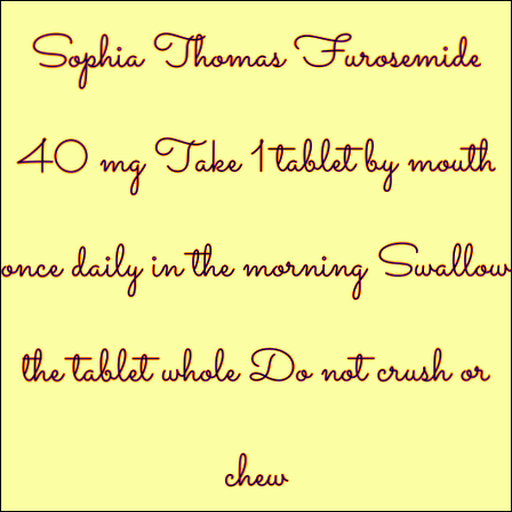 Sophia Thomas Furosemide
40 mg Take 1 tablet by mouth
once daily in the morning Swallow
the tablet whole Do not crush or
chew